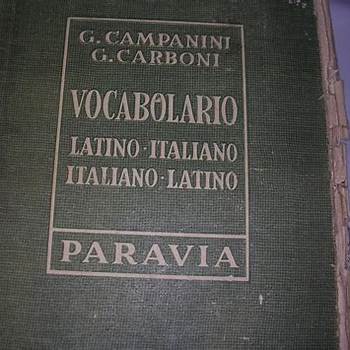 G. CAMPANINI
G. CARBONI
VOCABOLARIO
LATINO·ITALIANO
ITALIANO·LATINO
PARAVIA